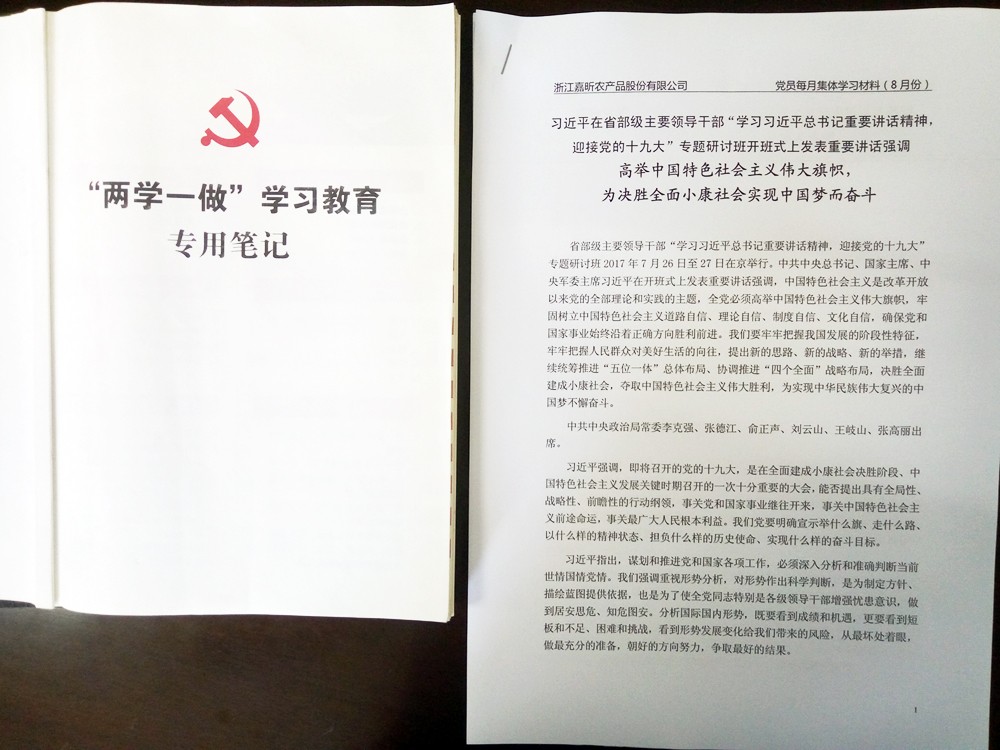 “两学一做”学习教育
专用笔记
浙江嘉昕农产品股份有限公司 党员每月集体学习材料（8月份）
习近平在省部级主要领导干部“学习习近平总书记重要讲话精神，
迎接党的十九大”专题研讨班开班式上发表重要讲话强调
高举中国特色社会主义伟大旗帜，
为决胜全面小康社会实现中国梦而奋斗
省部级主要领导干部“学习习近平总书记重要讲话精神，迎接党的十九大”
专题研讨班 2017 年 7 月 26 日至 27 日在京举行。中共中央总书记、国家主席、中
央军委主席习近平在开班式上发表重要讲话强调，中国特色社会主义是改革开放
以来党的全部理论和实践的主题，全党必须高举中国特色社会主义伟大旗帜，牢
固树立中国特色社会主义道路自信、理论自信、制度自信、文化自信，确保党和
国家事业始终沿着正确方向胜利前进。我们要牢牢把握我国发展的阶段性特征，
牢牢把握人民群众对美好生活的向往，提出新的思路、新的战略、新的举措，继
续统筹推进“五位一体”总体布局、协调推进“四个全面”战略布局，决胜全面
建成小康社会，夺取中国特色社会主义伟大胜利，为实现中华民族伟大复兴的中
国梦不懈奋斗。
中共中央政治局常委李克强、张德江、俞正声、刘云山、王岐山、张高丽出
席。
习近平强调，即将召开的党的十九大，是在全面建成小康社会决胜阶段、中
国特色社会主义发展关键时期召开的一次十分重要的大会，能否提出具有全局性、
战略性、前瞻性的行动纲领，事关党和国家事业继往开来，事关中国特色社会主
义前途命运，事关最广大人民根本利益。我们党要明确宣示举什么旗、走什么路、
以什么样的精神状态、担负什么样的历史使命、实现什么样的奋斗目标。
习近平指出，谋划和推进党和国家各项工作，必须深入分析和准确判断当前
世情国情党情。我们强调重视形势分析，对形势作出科学判断，是为制定方针、
描绘蓝图提供依据，也是为了使全党同志特别是各级领导干部增强忧患意识，做
到居安思危、知危图安。分析国际国内形势，既要看到成绩和机遇，更要看到短
板和不足、困难和挑战，看到形势发展变化给我们带来的风险，从最坏处着眼，
做最充分的准备，朝好的方向努力，争取最好的结果。
1